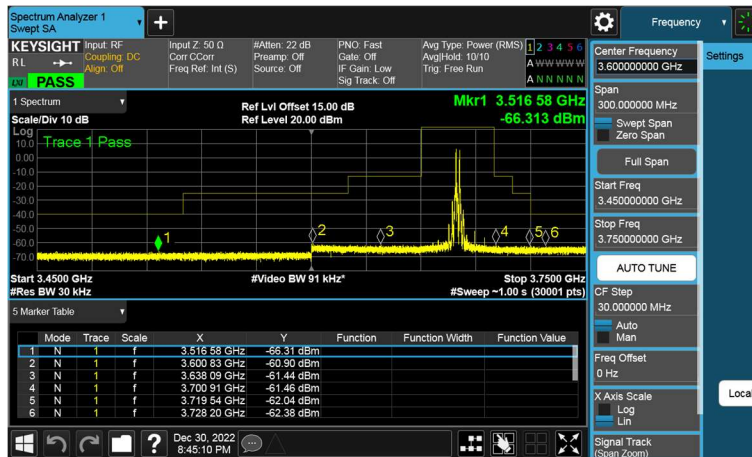 Spectrum Analyzer 1
Swept SA
Frequency
KEYSIGHT
RL
LXI PASS
Input: RF
Coupling: DC
Align: Off
Input Z: 50 Ω
Corr CCorr
Freq Ref: Int (S)
#Atten: 22 dB
Preamp: Off
Source: Off
PNO: Fast
Gate: Off
IF Gain: Low
Sig Track: Off
Avg Type: Power (RMS)
Avg|Hold: 10/10
Trig: Free Run
1 2 3 4 5 6
A W W W W W
A N N N N N
1 Spectrum
Scale/Div 10 dB
Ref Lvl Offset 15.00 dB
Ref Level 20.00 dBm
Mkr1 3.516 58 GHz
-66.313 dBm
Log
Trace 1 Pass
10.0
0.00
-10.0
-20.0
-30.0
-40.0
-50.0
-60.0
-70.0
1
2
3
4
5
6
Start 3.4500 GHz
#Res BW 30 kHz
#Video BW 91 kHz*
Stop 3.7500 GHz
#Sweep ~1.00 s (30001 pts)
5 Marker Table
Mode Trace Scale X Y Function Function Width Function Value
1 N 1 f 3.516 58 GHz -66.31 dBm
2 N 1 f 3.600 83 GHz -60.90 dBm
3 N 1 f 3.638 09 GHz -61.44 dBm
4 N 1 f 3.700 91 GHz -61.46 dBm
5 N 1 f 3.719 54 GHz -62.04 dBm
6 N 1 f 3.728 20 GHz -62.38 dBm
Dec 30, 2022
8:45:10 PM
Center Frequency
3.600000000 GHz
Settings
Span
300.000000 MHz
Swept Span
Zero Span
Full Span
Start Freq
3.450000000 GHz
Stop Freq
3.750000000 GHz
AUTO TUNE
CF Step
30.000000 MHz
Auto
Man
Freq Offset
0 Hz
X Axis Scale
Log
Lin
Local
Signal Track
(Span Zoom)